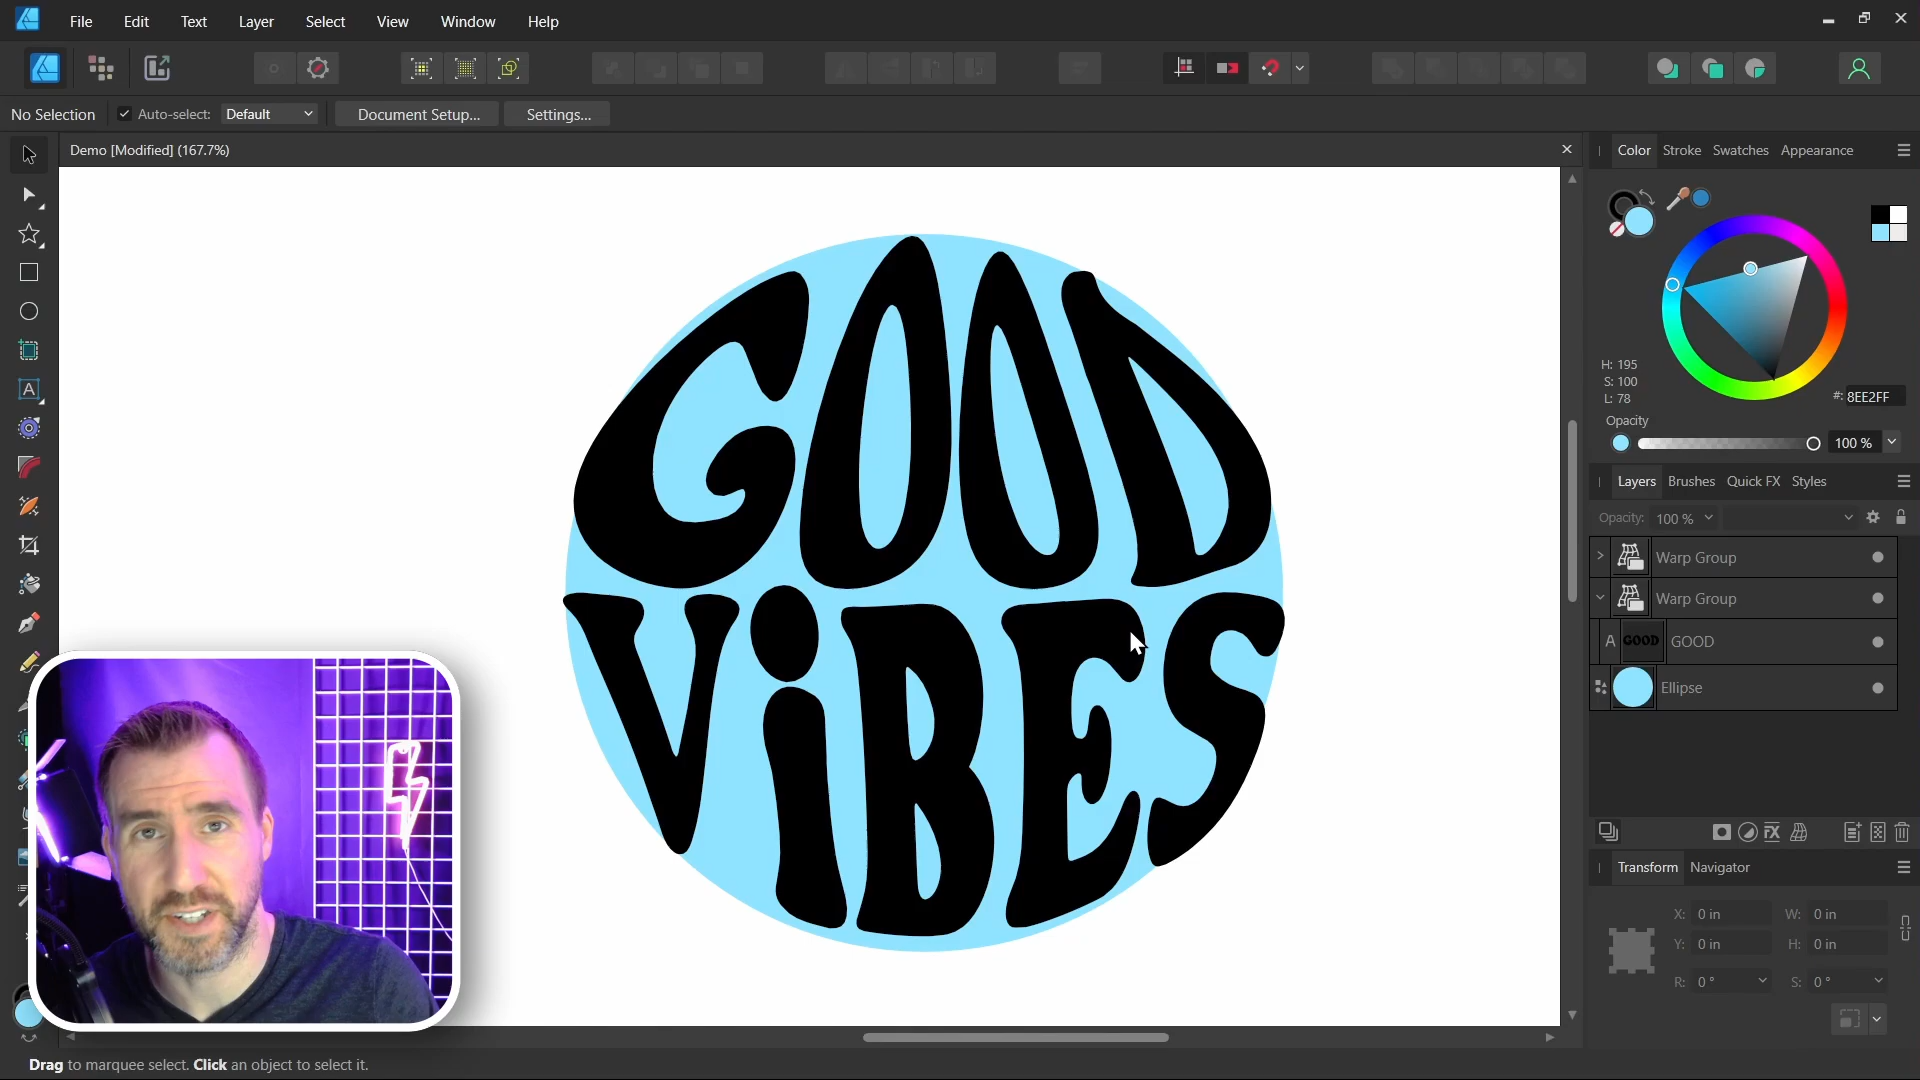 File Edit Text Layer Select View Window Help
No Selection Auto-select: Default Document Setup... Settings...
Demo [Modified] (167.7%)
Color Stroke Swatches Appearance
H: 195
S: 100
L: 78
#: 8EE2FF
Opacity
100 %
Layers Brushes Quick FX Styles
Opacity: 100 %
Warp Group
Warp Group
A GOOD GOOD
Ellipse
GOOD
ViBES
FX
Transform Navigator
X: 0 in W: 0 in
Y: 0 in H: 0 in
R: 0 ° S: 0 °
Drag to marquee select. Click an object to select it.